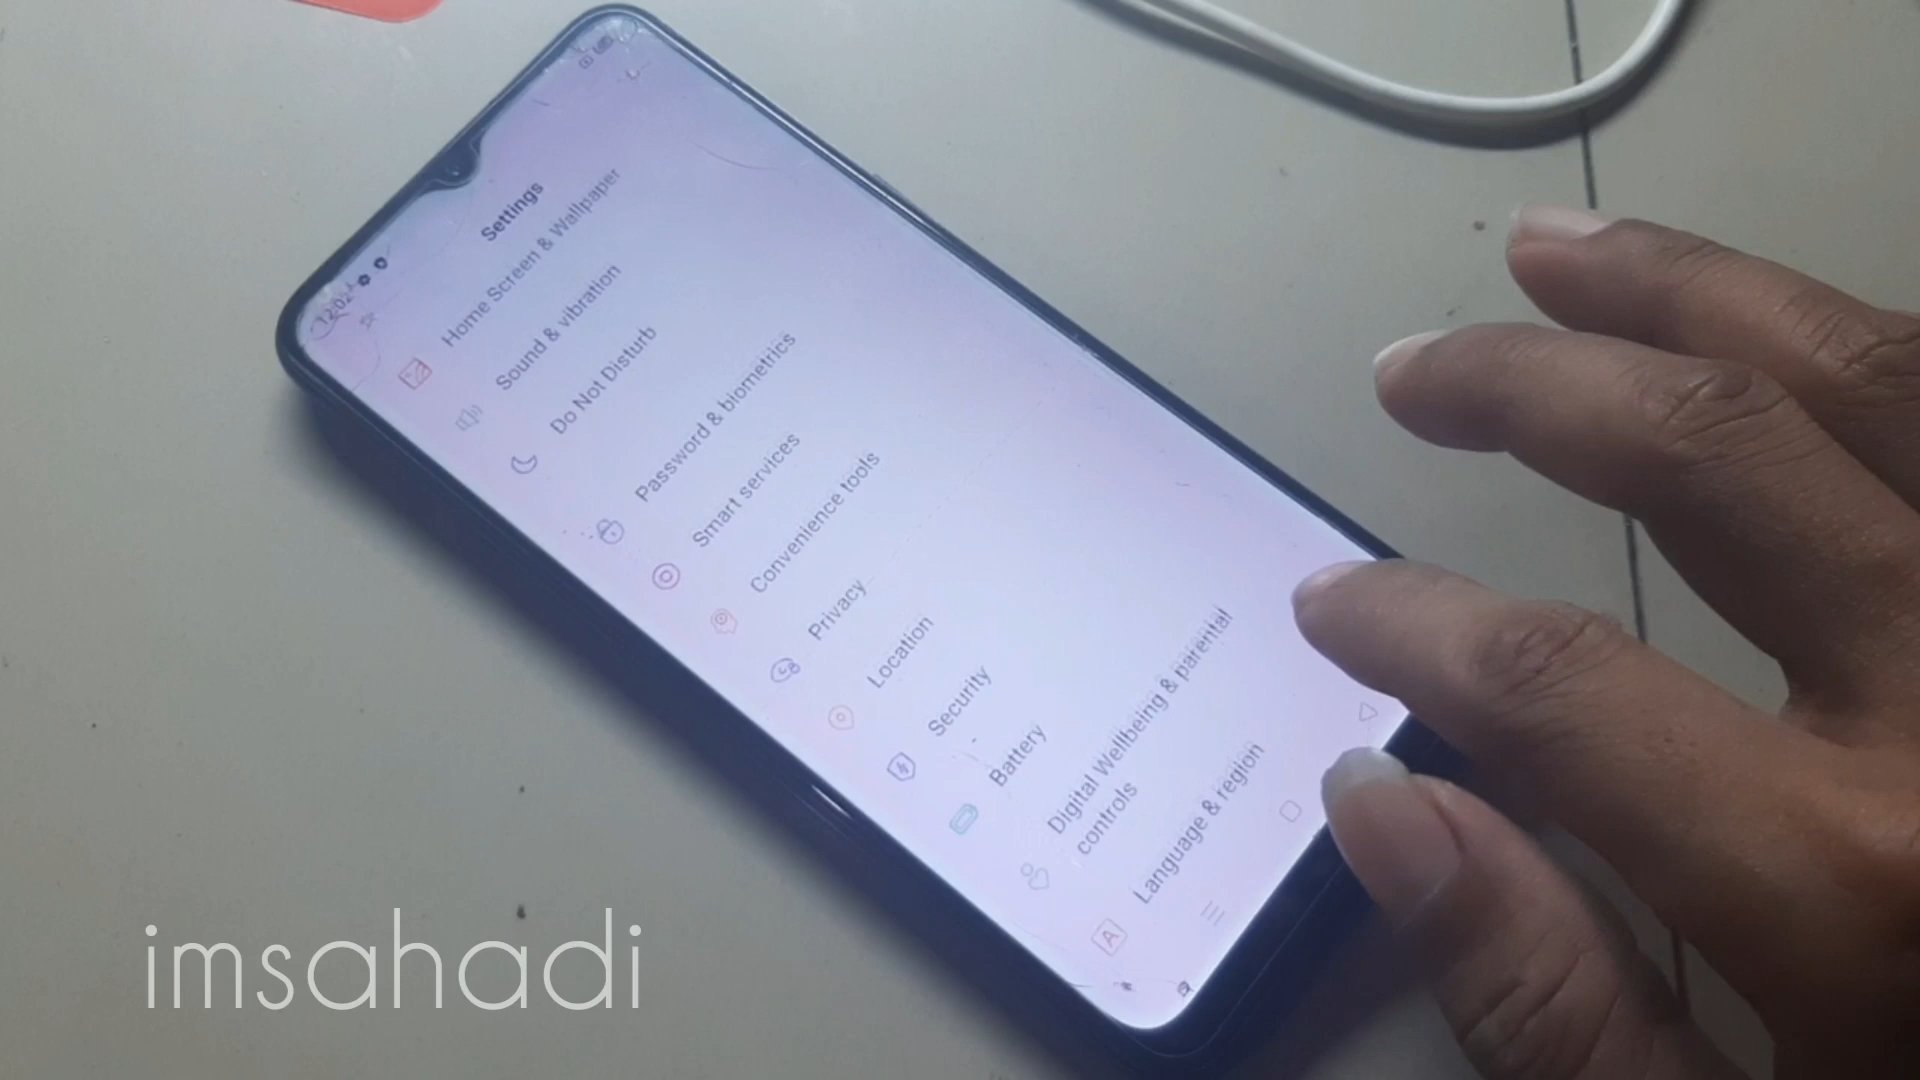 12:02
Settings
Home Screen & Wallpaper
Sound & vibration
Do Not Disturb
Password & biometrics
Smart services
Convenience tools
Privacy
Location
Security
Battery
Digital Wellbeing & parental
controls
A
Language & region
imsahadi